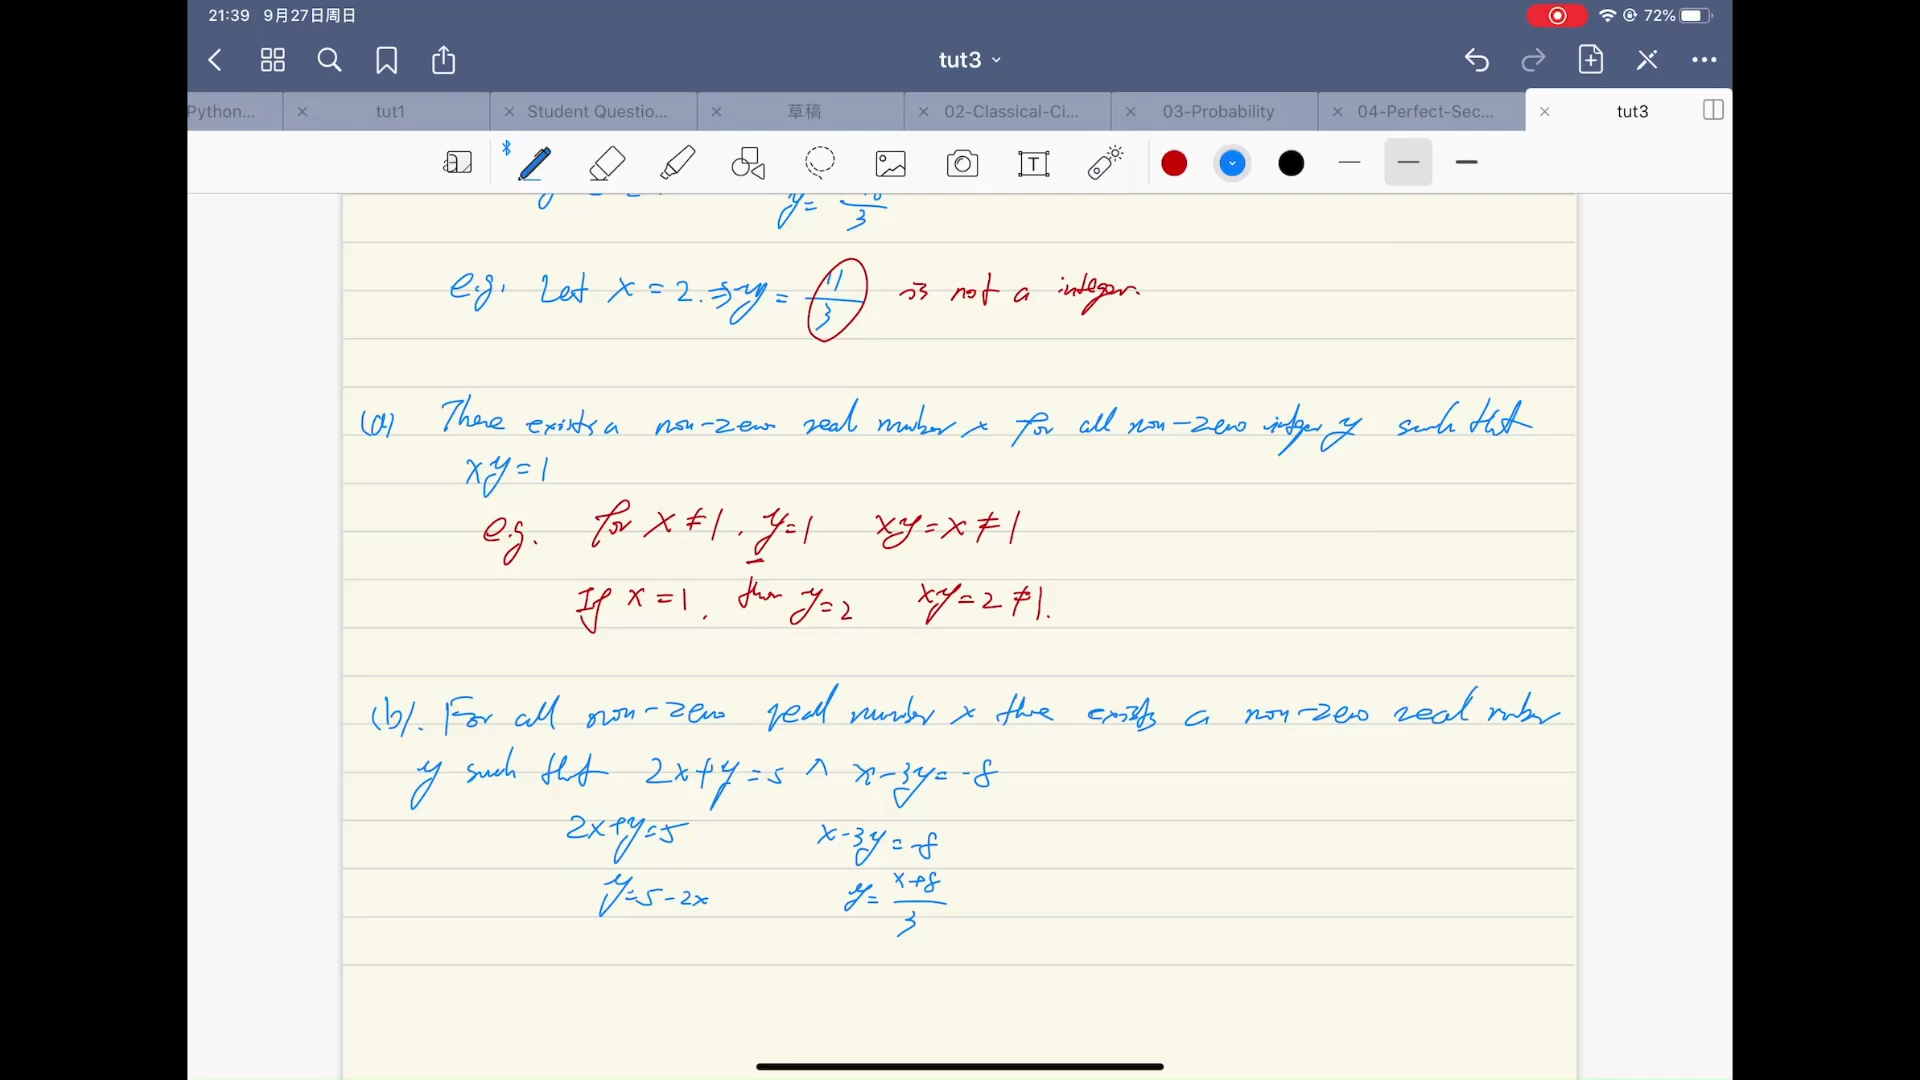 21:39 9月27日周日 72%
tut3
Python... tut1 Student Questio... 草稿 02-Classical-Ci... 03-Probability 04-Perfect-Sec... tut3
y= 3
e.g. Let x = 2. ⇒ y = 11/3 is not a integer.
(a) There exists a non-zero real number x for all non-zero integer y such that
xy = 1
e.g. for x ≠ 1. y=1 xy = x ≠ 1
If x = 1. then y=2 xy=2 ≠ 1.
(b). For all non-zero real number x there exists a non-zero real number
y such that 2x+y=5 ∧ x-3y=-8
2x+y=5 x-3y=-8
y=5-2x y= x+8/3